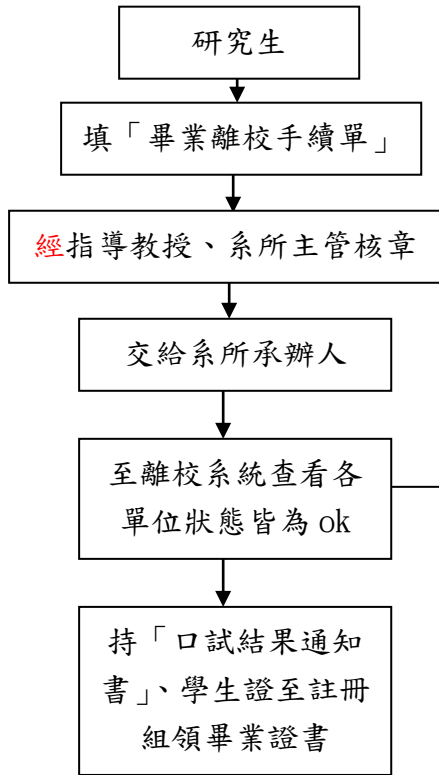 研究生
填「畢業離校手續單」
經指導教授、系所主管核章
交給系所承辦人
至離校系統查看各
單位狀態皆為 ok
持「口試結果通知
書」、學生證至註冊
組領畢業證書